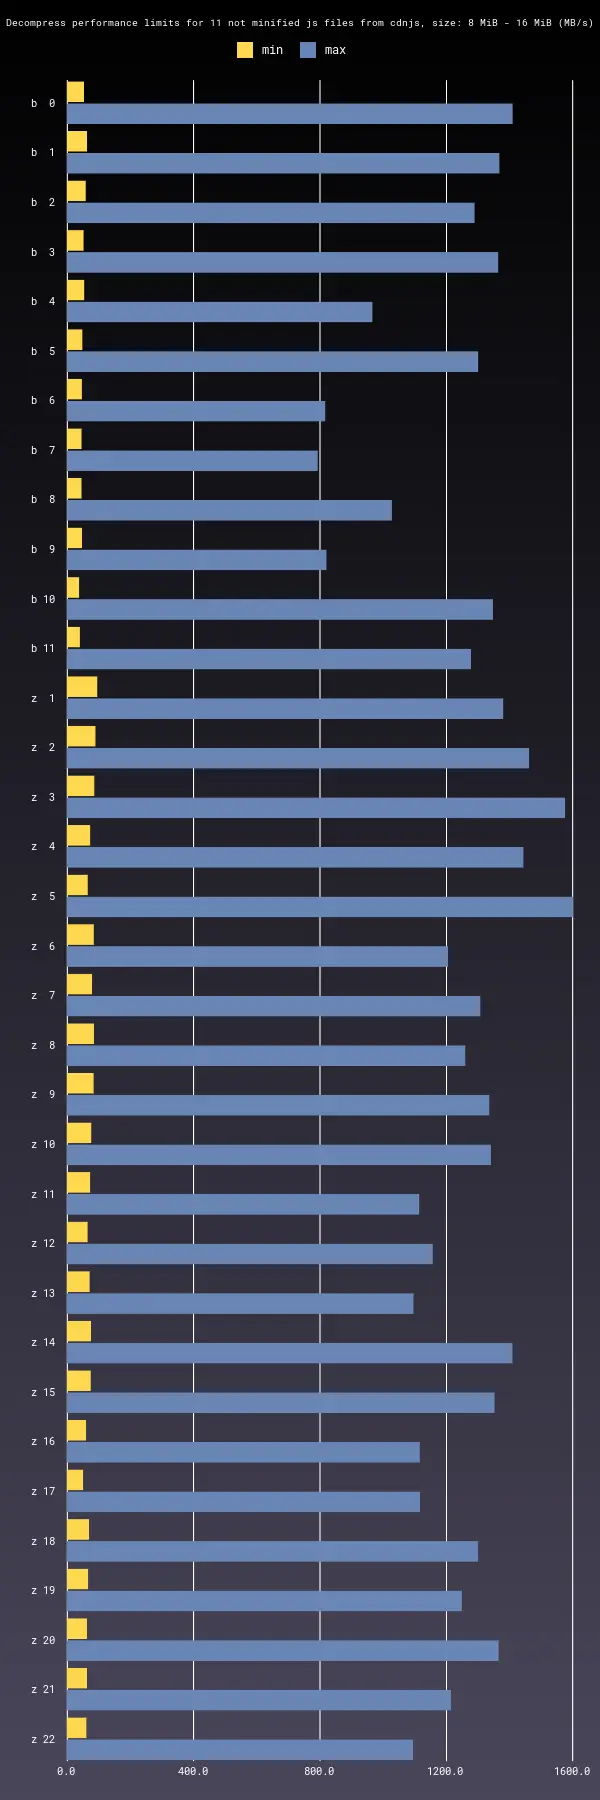 Decompress performance limits for 11 not minified js files from cdnjs, size: 8 MiB - 16 MiB (MB/s)
min max
b 0
b 1
b 2
b 3
b 4
b 5
b 6
b 7
b 8
b 9
b 10
b 11
z 1
z 2
z 3
z 4
z 5
z 6
z 7
z 8
z 9
z 10
z 11
z 12
z 13
z 14
z 15
z 16
z 17
z 18
z 19
z 20
z 21
z 22
0.0 400.0 800.0 1200.0 1600.0